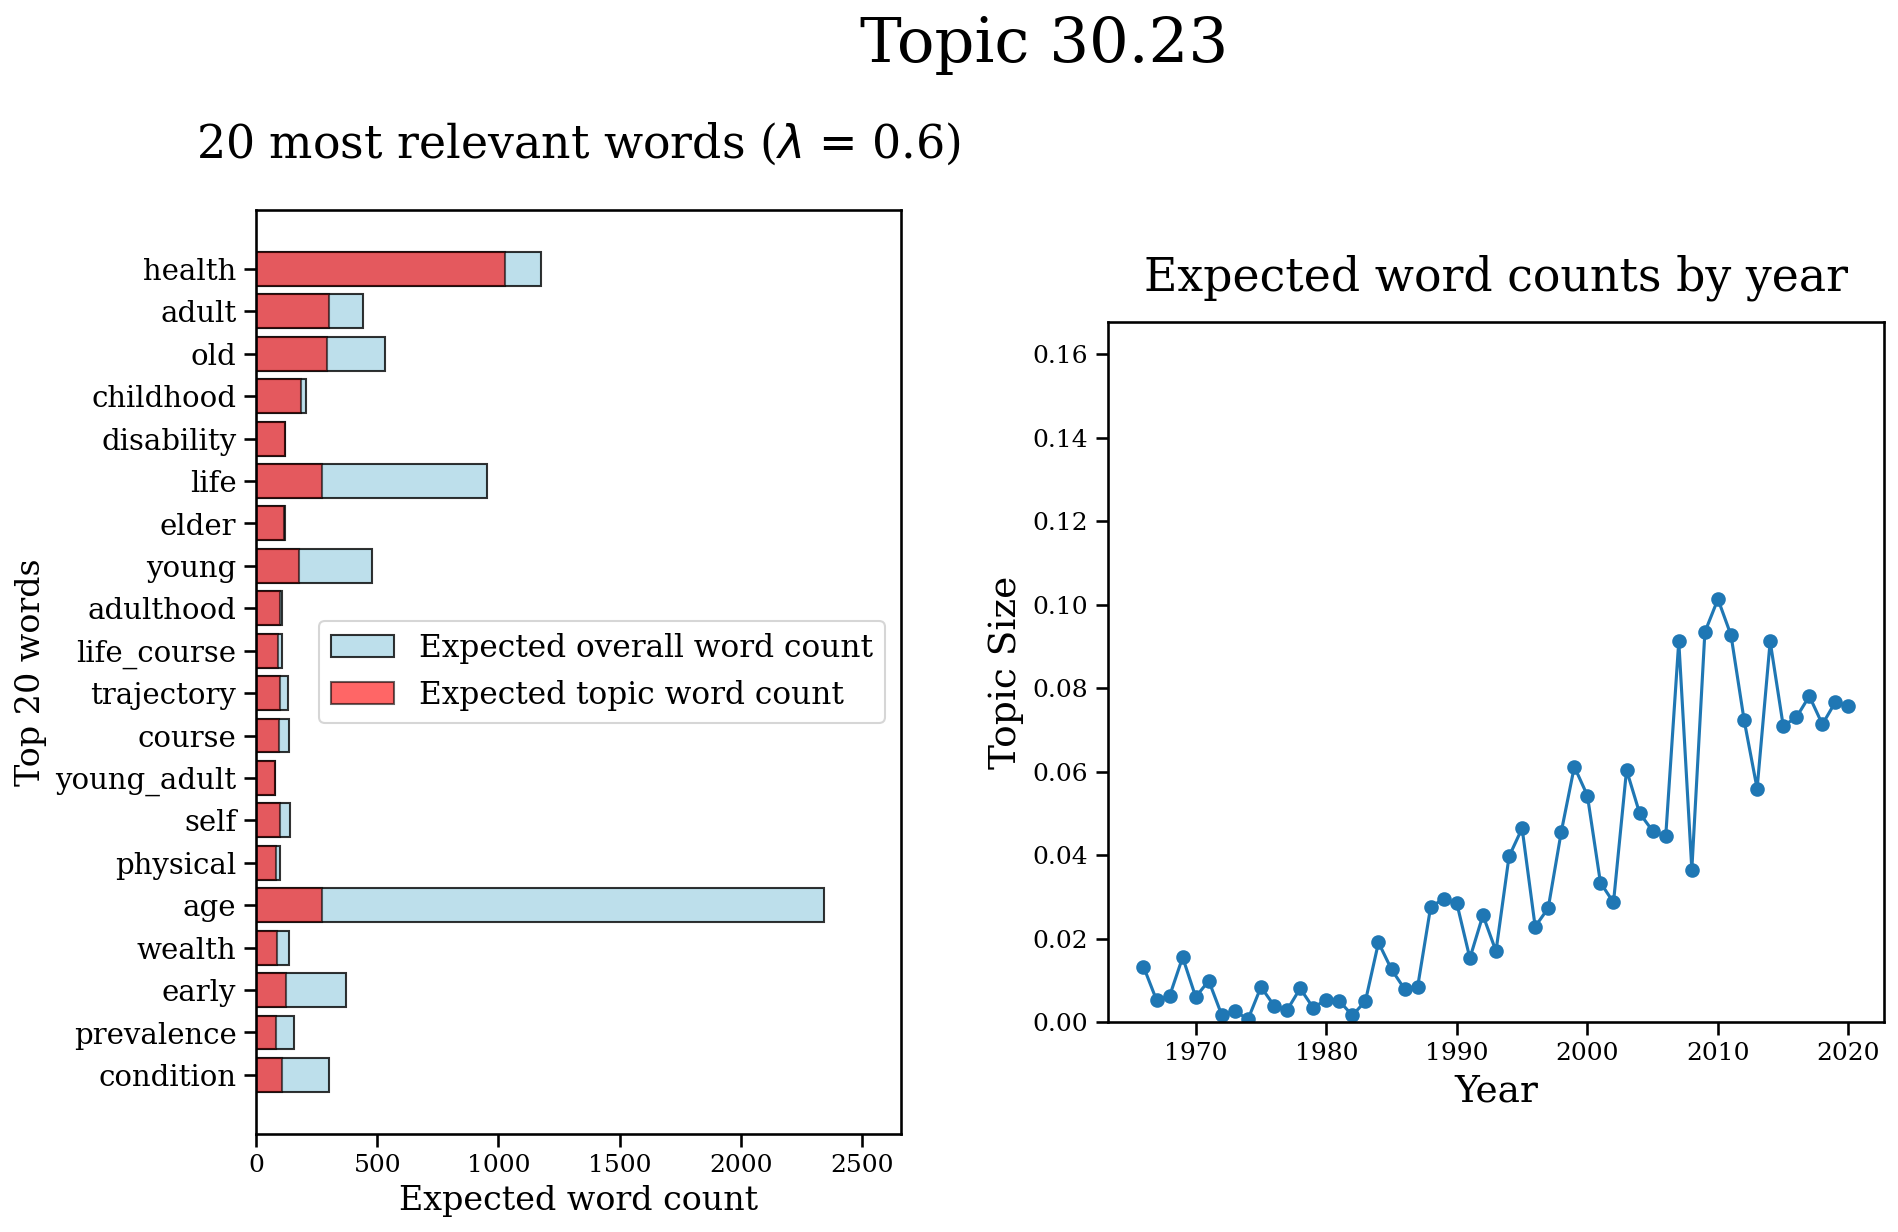 Topic 30.23
20 most relevant words (λ = 0.6)
Top 20 words
health
adult
old
childhood
disability
life
elder
young
adulthood
life_course
trajectory
course
young_adult
self
physical
age
wealth
early
prevalence
condition
Expected overall word count
Expected topic word count
0 500 1000 1500 2000 2500
Expected word count
Expected word counts by year
Topic Size
0.16
0.14
0.12
0.10
0.08
0.06
0.04
0.02
0.00
1970 1980 1990 2000 2010 2020
Year